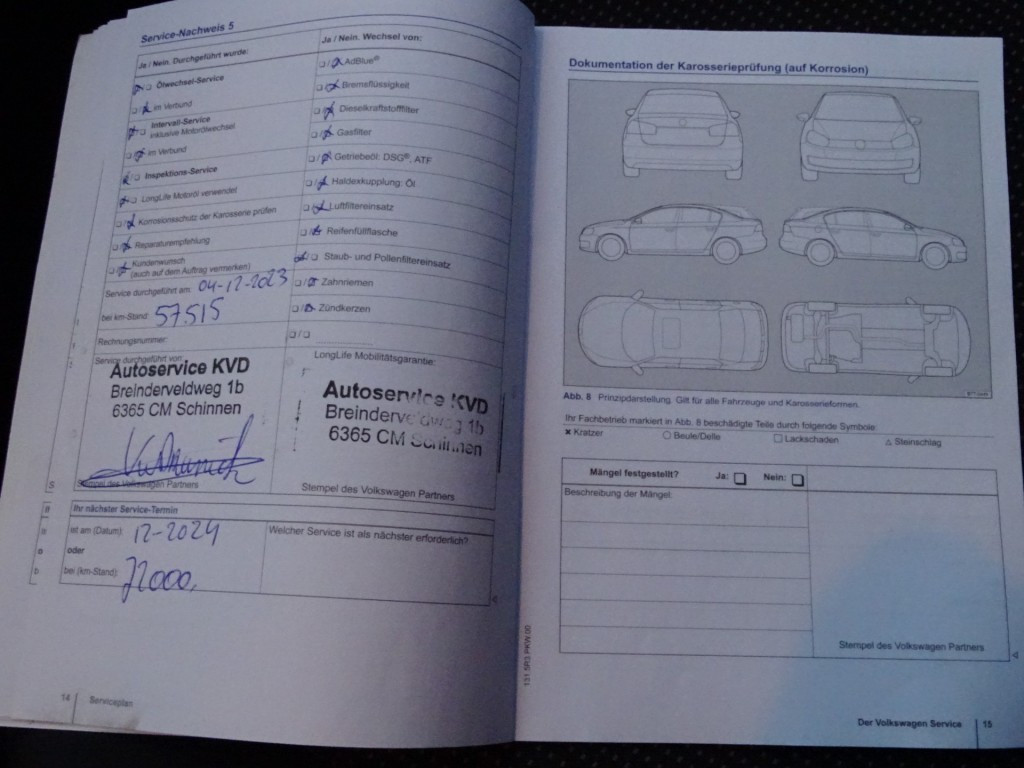 Service-Nachweis 5
Ja / Nein. Durchgeführt wurde:
Ölwechsel-Service
im Verbund
Intervall-Service
inklusive Motorölwechsel
im Verbund
Inspektions-Service
LongLife Motoröl verwendet
Korrosionsschutz der Karosserie prüfen
Reparaturempfehlung
Kundenwunsch
(auch auf dem Auftrag vermerken)
Service durchgeführt am: 04-12-2023
bei km-Stand: 57.515
Rechnungsnummer:
Ja / Nein. Wechsel von:
AdBlue®
Bremsflüssigkeit
Dieselkraftstofffilter
Gasfilter
Getriebeöl: DSG®, ATF
Haldexkupplung: Öl
Luftfiltereinsatz
Reifenfüllflasche
Staub- und Pollenfiltereinsatz
Zahnriemen
Zündkerzen
Service durchgeführt von:
Autoservice KVD
Breinderveldweg 1b
6365 CM Schinnen
Stempel des Volkswagen Partners
LongLife Mobilitätsgarantie:
Autoservice KVD
Breinderveldweg 1b
6365 CM Schinnen
Stempel des Volkswagen Partners
Ihr nächster Service-Termin
ist am (Datum): 12-2024
oder
bei (km-Stand): 72000,
Welcher Service ist als nächster erforderlich?
14 Serviceplan
Dokumentation der Karosserieprüfung (auf Korrosion)
Abb. 8 Prinzipdarstellung. Gilt für alle Fahrzeuge und Karosserieformen.
Ihr Fachbetrieb markiert in Abb. 8 beschädigte Teile durch folgende Symbole:
Kratzer Beule/Delle Lackschaden Steinschlag
Mängel festgestellt? Ja: Nein:
Beschreibung der Mängel:
Stempel des Volkswagen Partners
131.5R3.PKW.00
Der Volkswagen Service 15